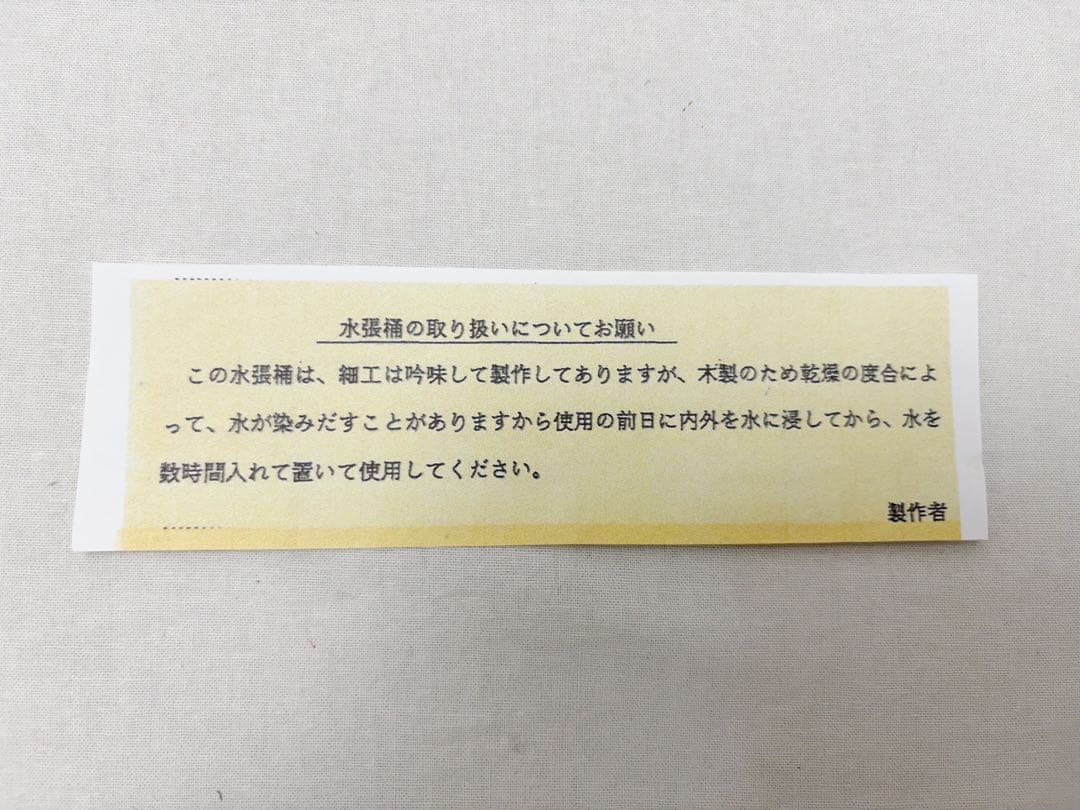 水張桶の取り扱いについてお願い
この水張桶は、細工は吟味して製作してありますが、木製のため乾燥の度合によ
って、水が染みだすことがありますから使用の前日に内外を水に浸してから、水を
数時間入れて置いて使用してください。
製作者